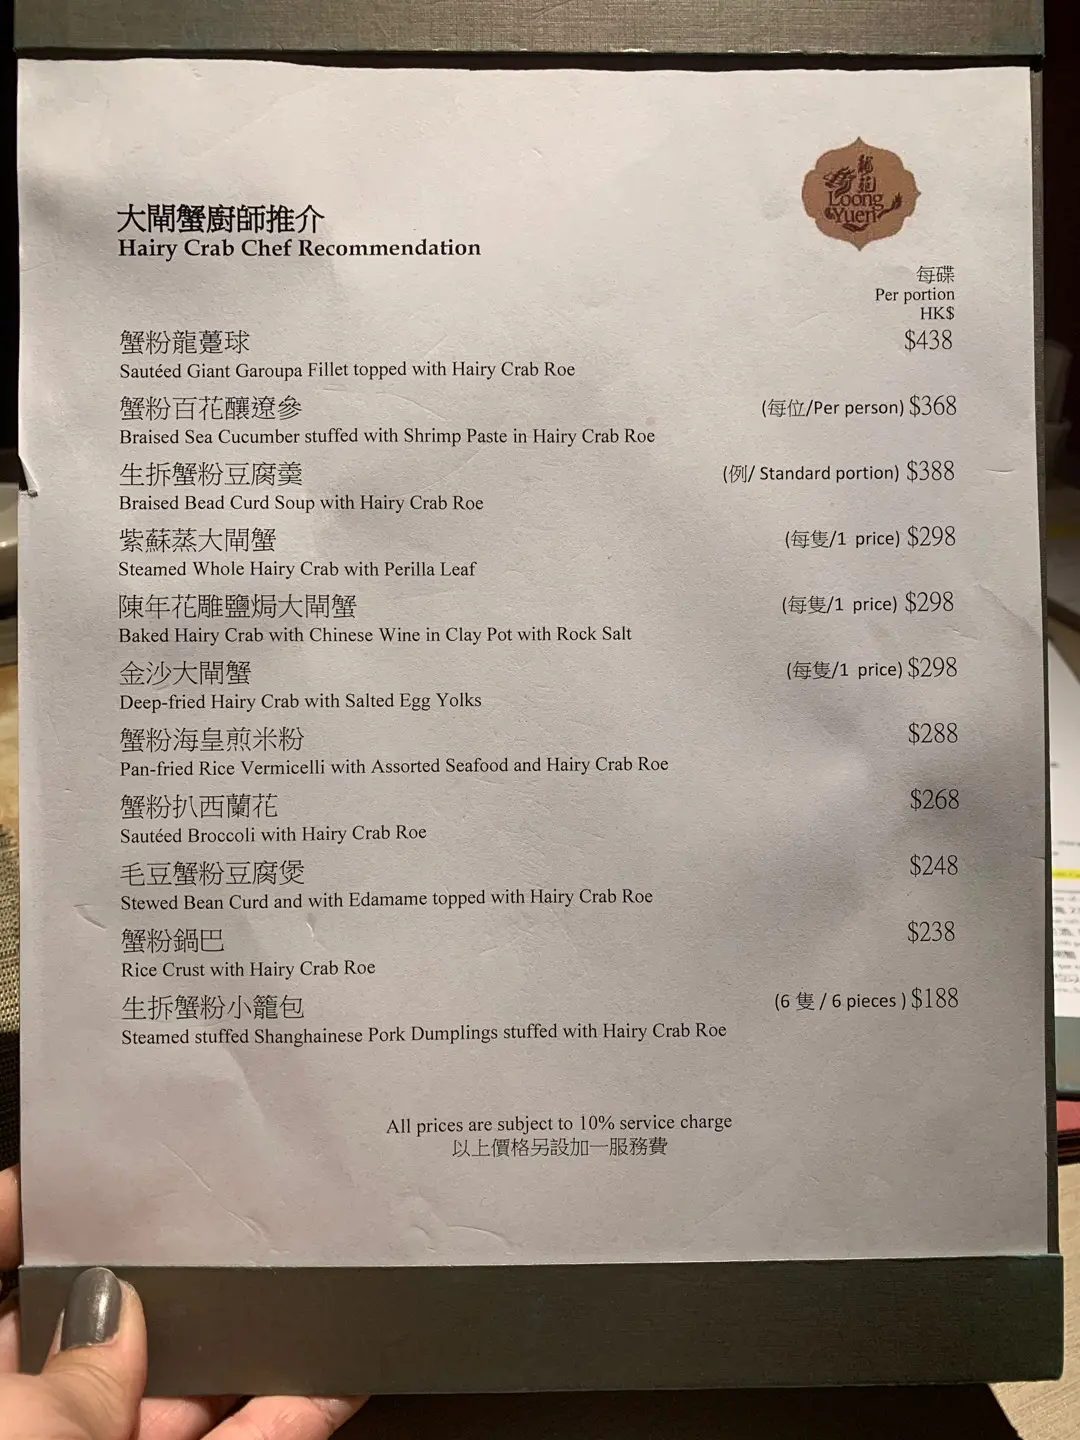 龍苑
Loong
Yuen
大閘蟹廚師推介
Hairy Crab Chef Recommendation
每碟
Per portion
HK$
蟹粉龍躉球 $438
Sautéed Giant Garoupa Fillet topped with Hairy Crab Roe
蟹粉百花釀遼參 (每位/Per person) $368
Braised Sea Cucumber stuffed with Shrimp Paste in Hairy Crab Roe
生拆蟹粉豆腐羹 (例/ Standard portion) $388
Braised Bead Curd Soup with Hairy Crab Roe
紫蘇蒸大閘蟹 (每隻/1 price) $298
Steamed Whole Hairy Crab with Perilla Leaf
陳年花雕鹽焗大閘蟹 (每隻/1 price) $298
Baked Hairy Crab with Chinese Wine in Clay Pot with Rock Salt
金沙大閘蟹 (每隻/1 price) $298
Deep-fried Hairy Crab with Salted Egg Yolks
蟹粉海皇煎米粉 $288
Pan-fried Rice Vermicelli with Assorted Seafood and Hairy Crab Roe
蟹粉扒西蘭花 $268
Sautéed Broccoli with Hairy Crab Roe
毛豆蟹粉豆腐煲 $248
Stewed Bean Curd and with Edamame topped with Hairy Crab Roe
蟹粉鍋巴 $238
Rice Crust with Hairy Crab Roe
生拆蟹粉小籠包 (6 隻 / 6 pieces ) $188
Steamed stuffed Shanghainese Pork Dumplings stuffed with Hairy Crab Roe
All prices are subject to 10% service charge
以上價格另設加一服務費